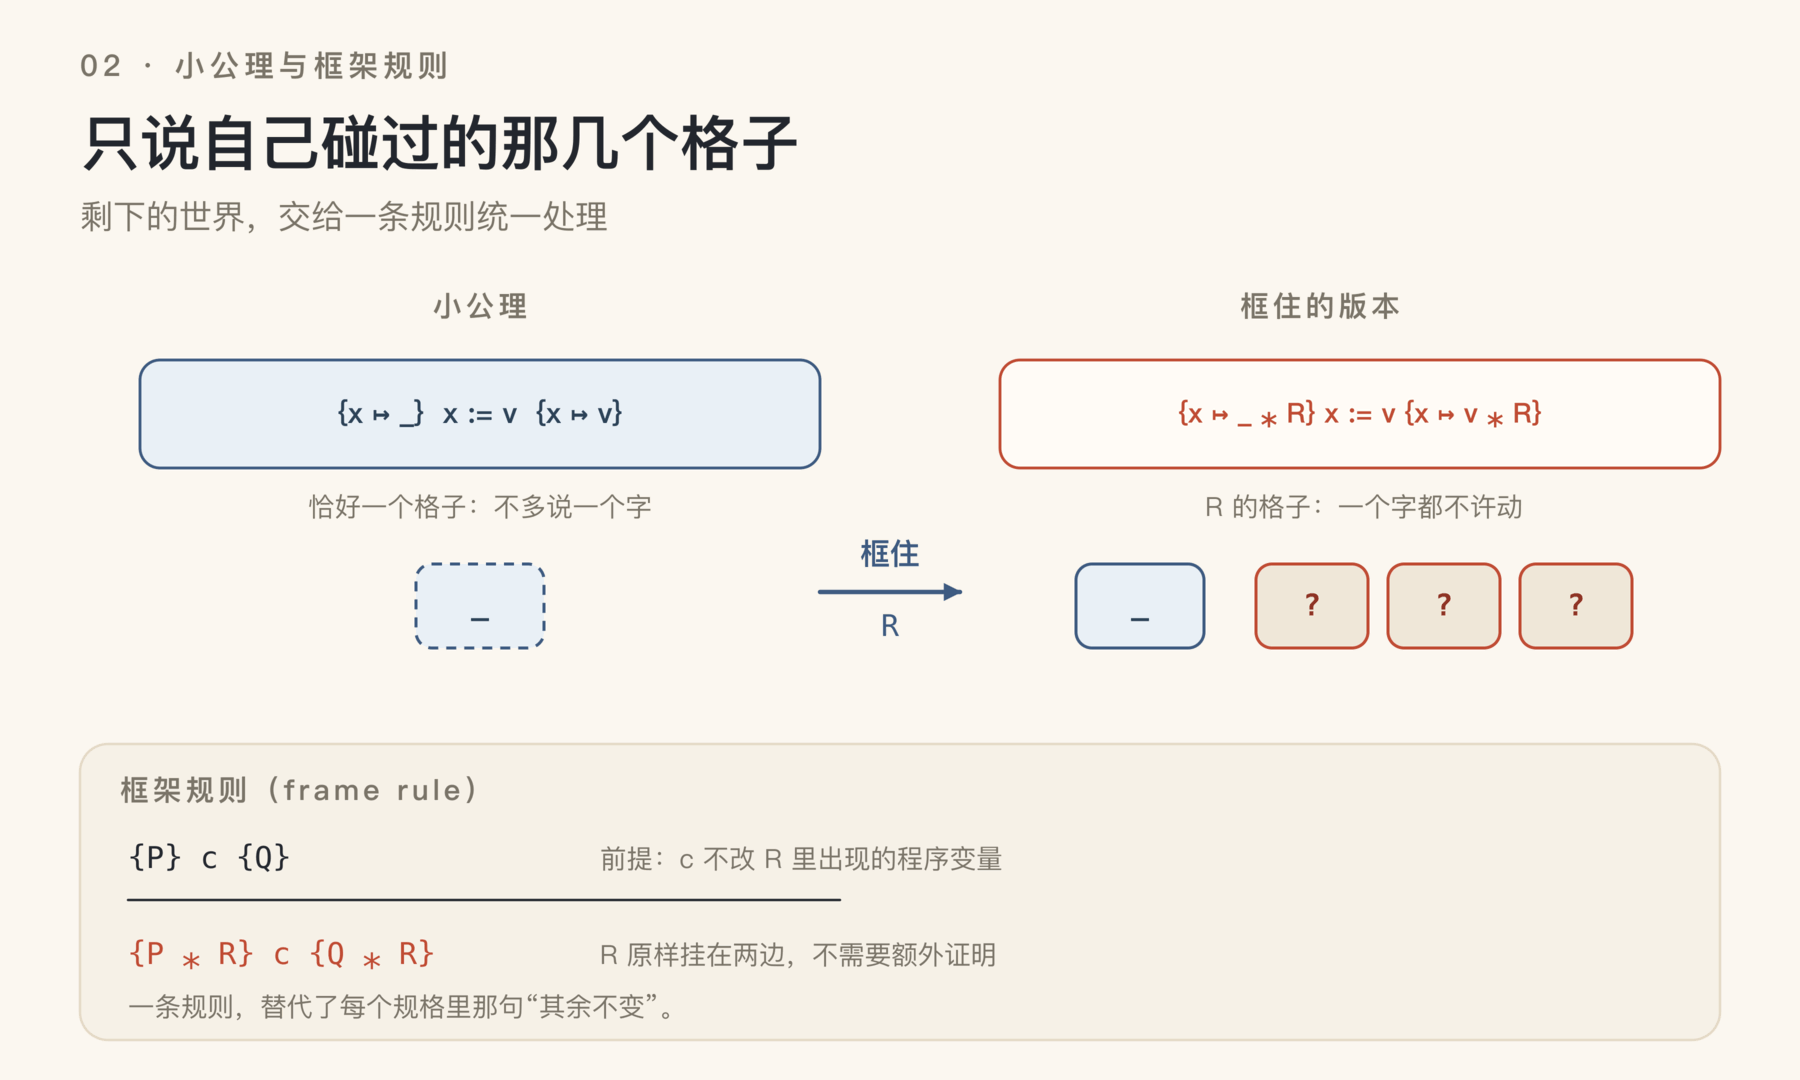 02 · 小公理与框架规则
只说自己碰过的那几个格子
剩下的世界，交给一条规则统一处理
小公理
框住的版本
{x ↦ _} x := v {x ↦ v}
{x ↦ _ * R} x := v {x ↦ v * R}
恰好一个格子：不多说一个字
R 的格子：一个字都不许动
框住
R
_
_
?
?
?
框架规则（frame rule）
{P} c {Q}
前提：c 不改 R 里出现的程序变量
{P * R} c {Q * R}
R 原样挂在两边，不需要额外证明
一条规则，替代了每个规格里那句“其余不变”。